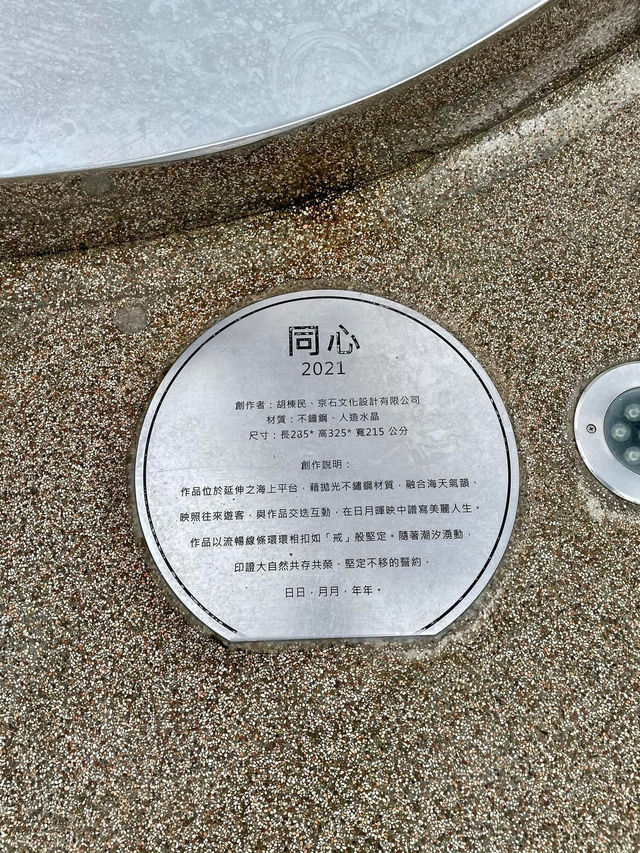 同心
2021
創作者：胡棟民、京石文化設計有限公司
材質：不鏽鋼、人造水晶
尺寸：長285* 高325* 寬215 公分
創作說明：
作品位於延伸之海上平台，藉拋光不鏽鋼材質，融合海天氣韻、
映照往來遊客，與作品交迭互動，在日月暉映中譜寫美麗人生。
作品以流暢線條環環相扣如「戒」般堅定。隨著潮汐湧動，
印證大自然共存共榮、堅定不移的誓約，
日日，月月，年年。